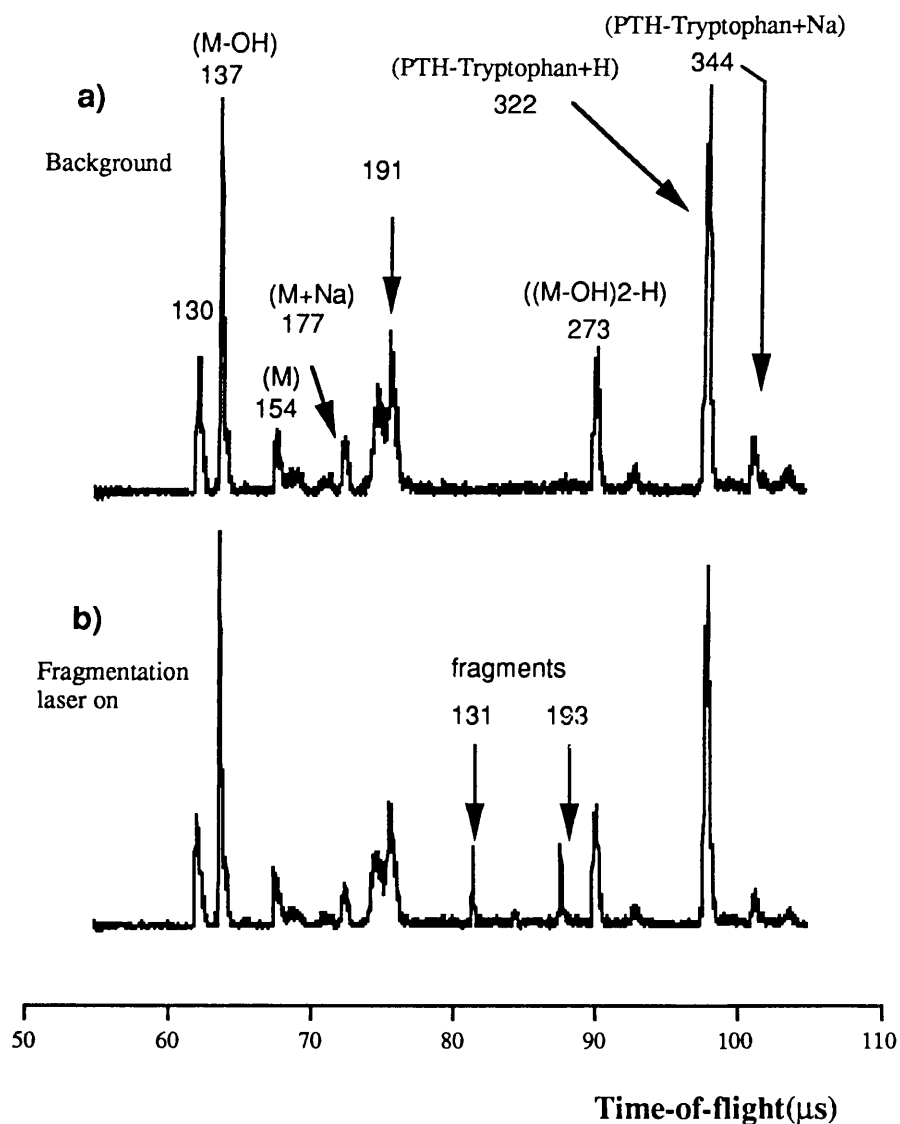 (M-OH)
137
(PTH-Tryptophan+Na)
344
(PTH-Tryptophan+H)
322
a)
Background
191
130
(M+Na)
177
(M)
154
((M-OH)2-H)
273
b)
Fragmentation
laser on
fragments
131 193
50 60 70 80 90 100 110
Time-of-flight(μs)